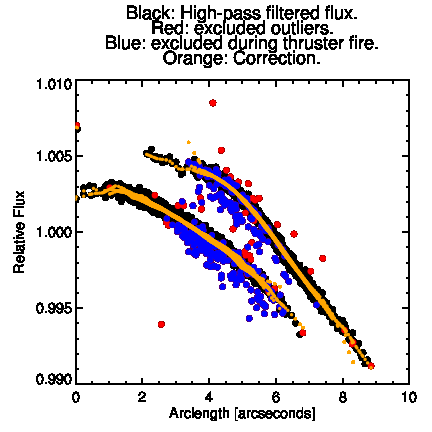 Black: High-pass filtered flux.
Red: excluded outliers.
Blue: excluded during thruster fire.
Orange: Correction.
1.010
1.005
1.000
0.995
0.990
Relative Flux
0 2 4 6 8 10
Arclength [arcseconds]